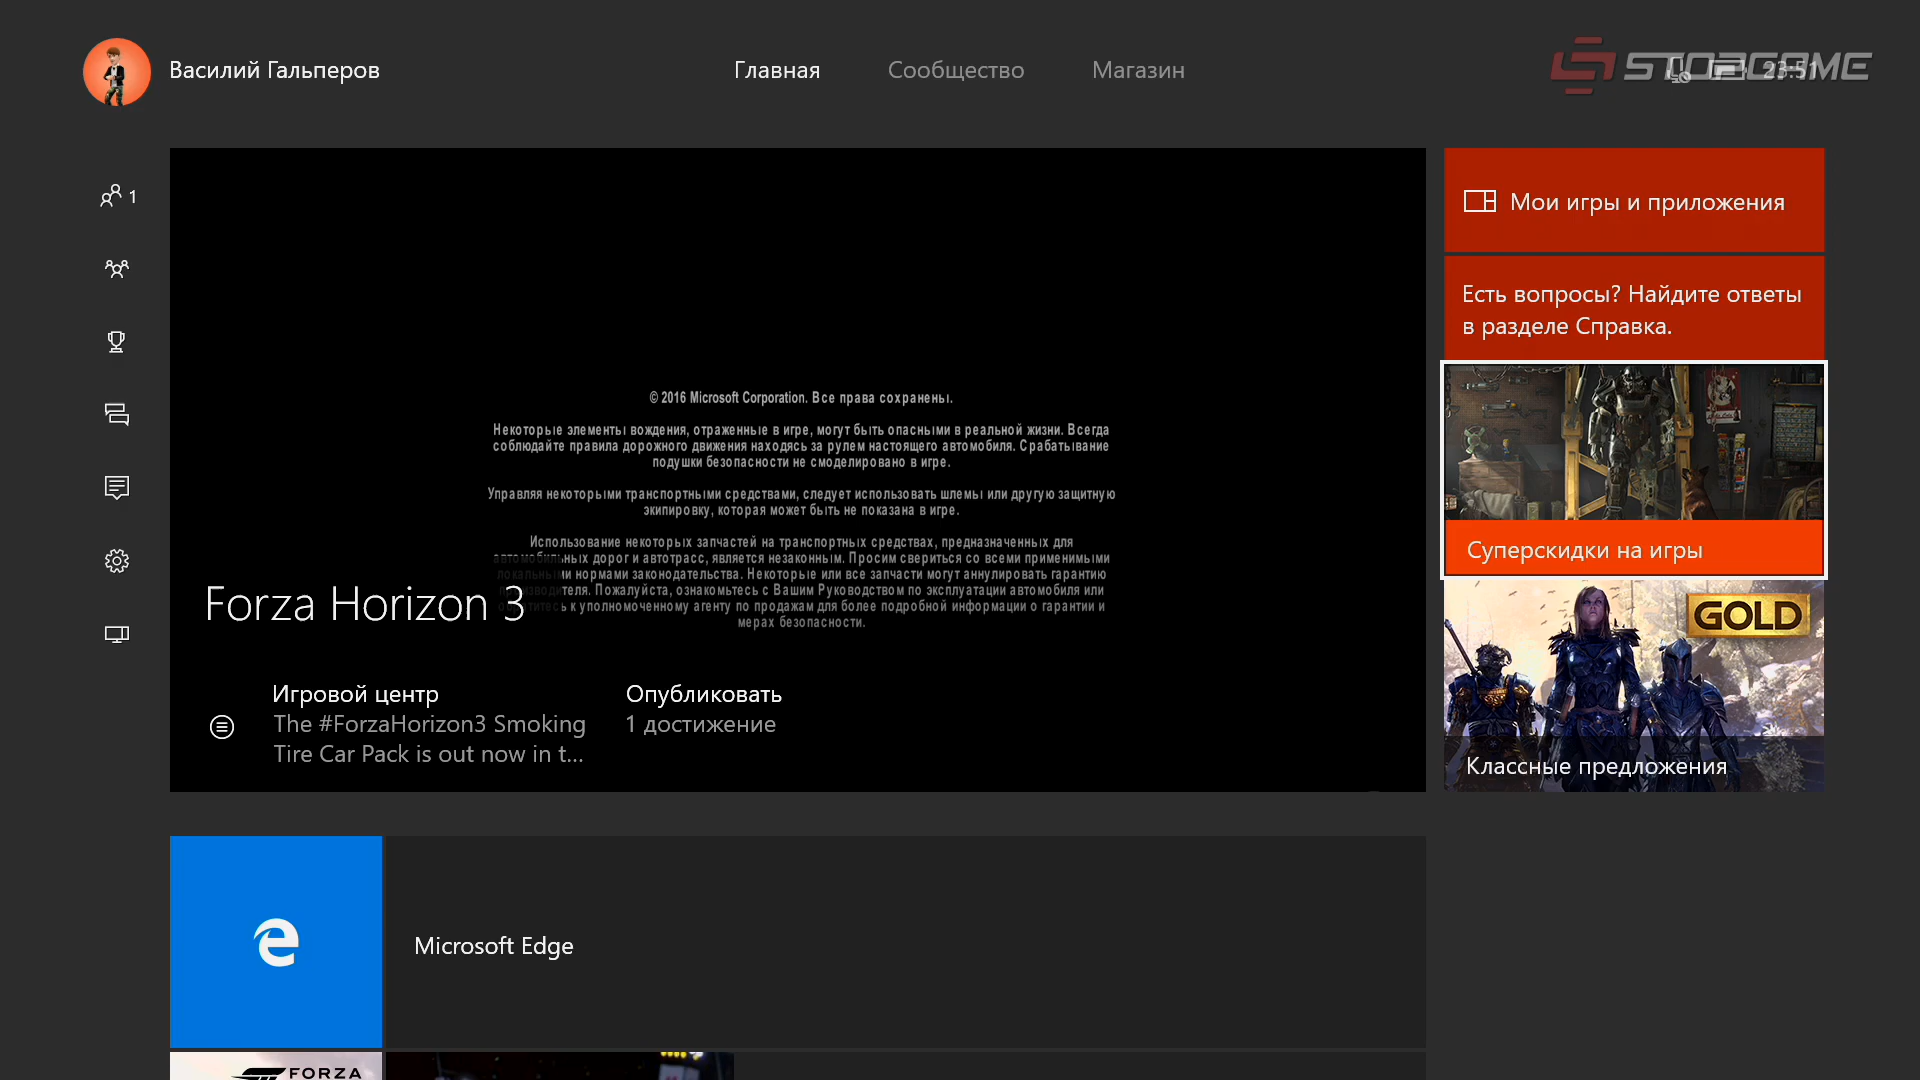 Василий Гальперов
Главная
Сообщество
Магазин
STOPGAME
23:51
1
Мои игры и приложения
Есть вопросы? Найдите ответы
в разделе Справка.
Суперскидки на игры
GOLD
Классные предложения
© 2016 Microsoft Corporation. Все права сохранены.
Некоторые элементы вождения, отраженные в игре, могут быть опасными в реальной жизни. Всегда
соблюдайте правила дорожного движения находясь за рулем настоящего автомобиля. Срабатывание
подушки безопасности не смоделировано в игре.
Управляя некоторыми транспортными средствами, следует использовать шлемы или другую защитную
экипировку, которая может быть не показана в игре.
Использование некоторых запчастей на транспортных средствах, предназначенных для
автомобильных дорог и автотрасс, является незаконным. Просим свериться со всеми применимыми
локальными нормами законодательства. Некоторые или все запчасти могут аннулировать гарантию
производителя. Пожалуйста, ознакомьтесь с Вашим Руководством по эксплуатации автомобиля или
обратитесь к уполномоченному агенту по продажам для более подробной информации о гарантии и
мерах безопасности.
Forza Horizon 3
Игровой центр
The #ForzaHorizon3 Smoking
Tire Car Pack is out now in t...
Опубликовать
1 достижение
Microsoft Edge
FORZA